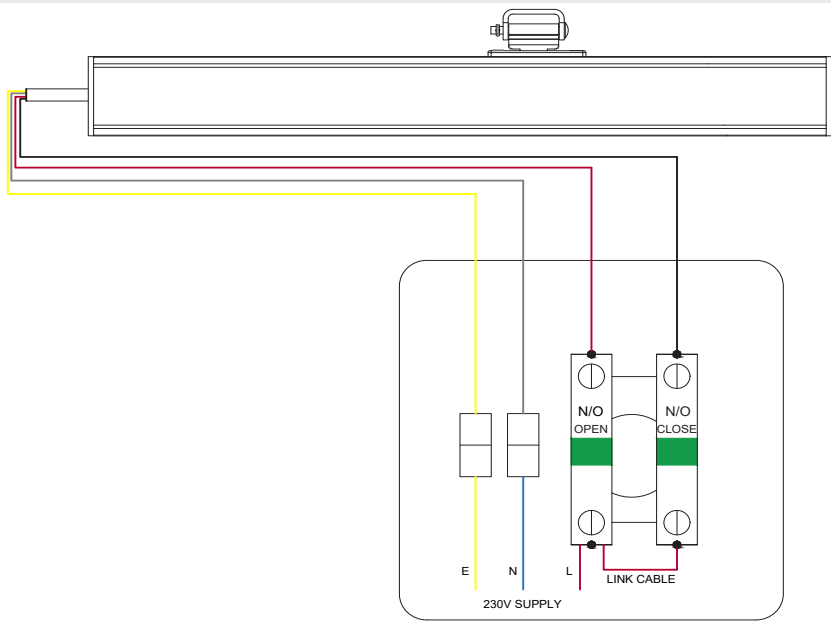 N/O
OPEN
N/O
CLOSE
E
N
L
LINK CABLE
230V SUPPLY